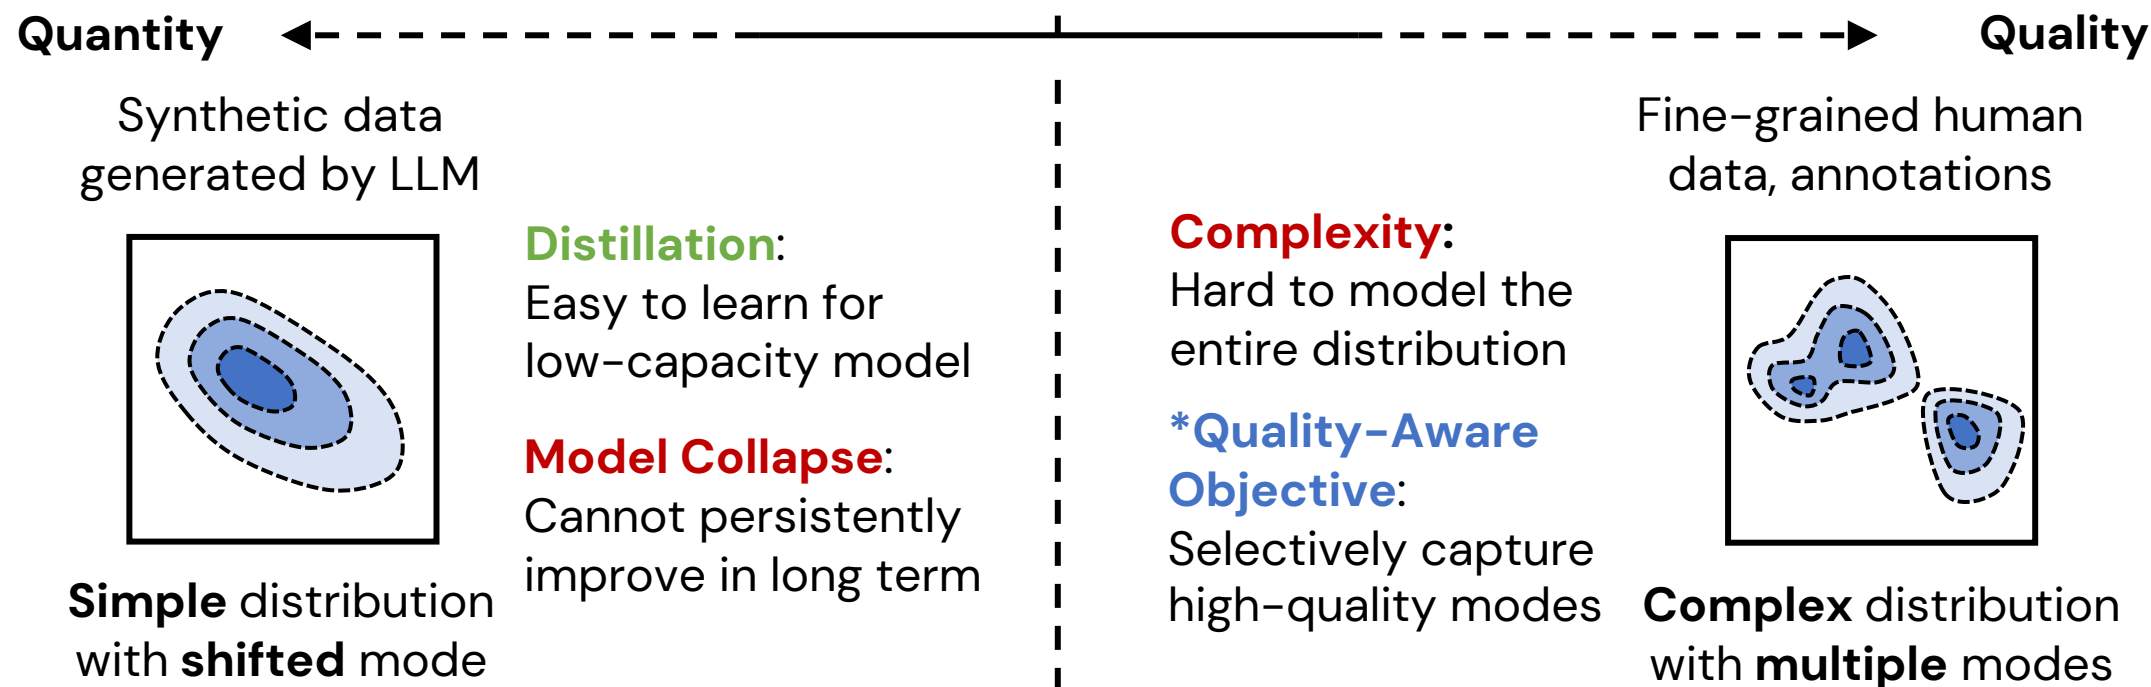 Quantity
Quality
Synthetic data
generated by LLM
Distillation:
Easy to learn for
low-capacity model
Model Collapse:
Cannot persistently
improve in long term
Simple distribution
with shifted mode
Complexity:
Hard to model the
entire distribution
*Quality-Aware
Objective:
Selectively capture
high-quality modes
Fine-grained human
data, annotations
Complex distribution
with multiple modes